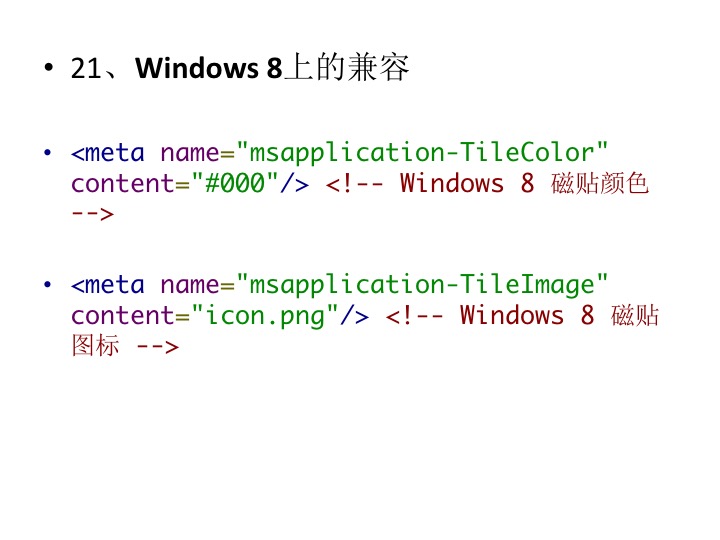 • 21、Windows 8上的兼容
• <meta name="msapplication-TileColor"
content="#000"/> <!-- Windows 8 磁贴颜色
-->
• <meta name="msapplication-TileImage"
content="icon.png"/> <!-- Windows 8 磁贴
图标 -->